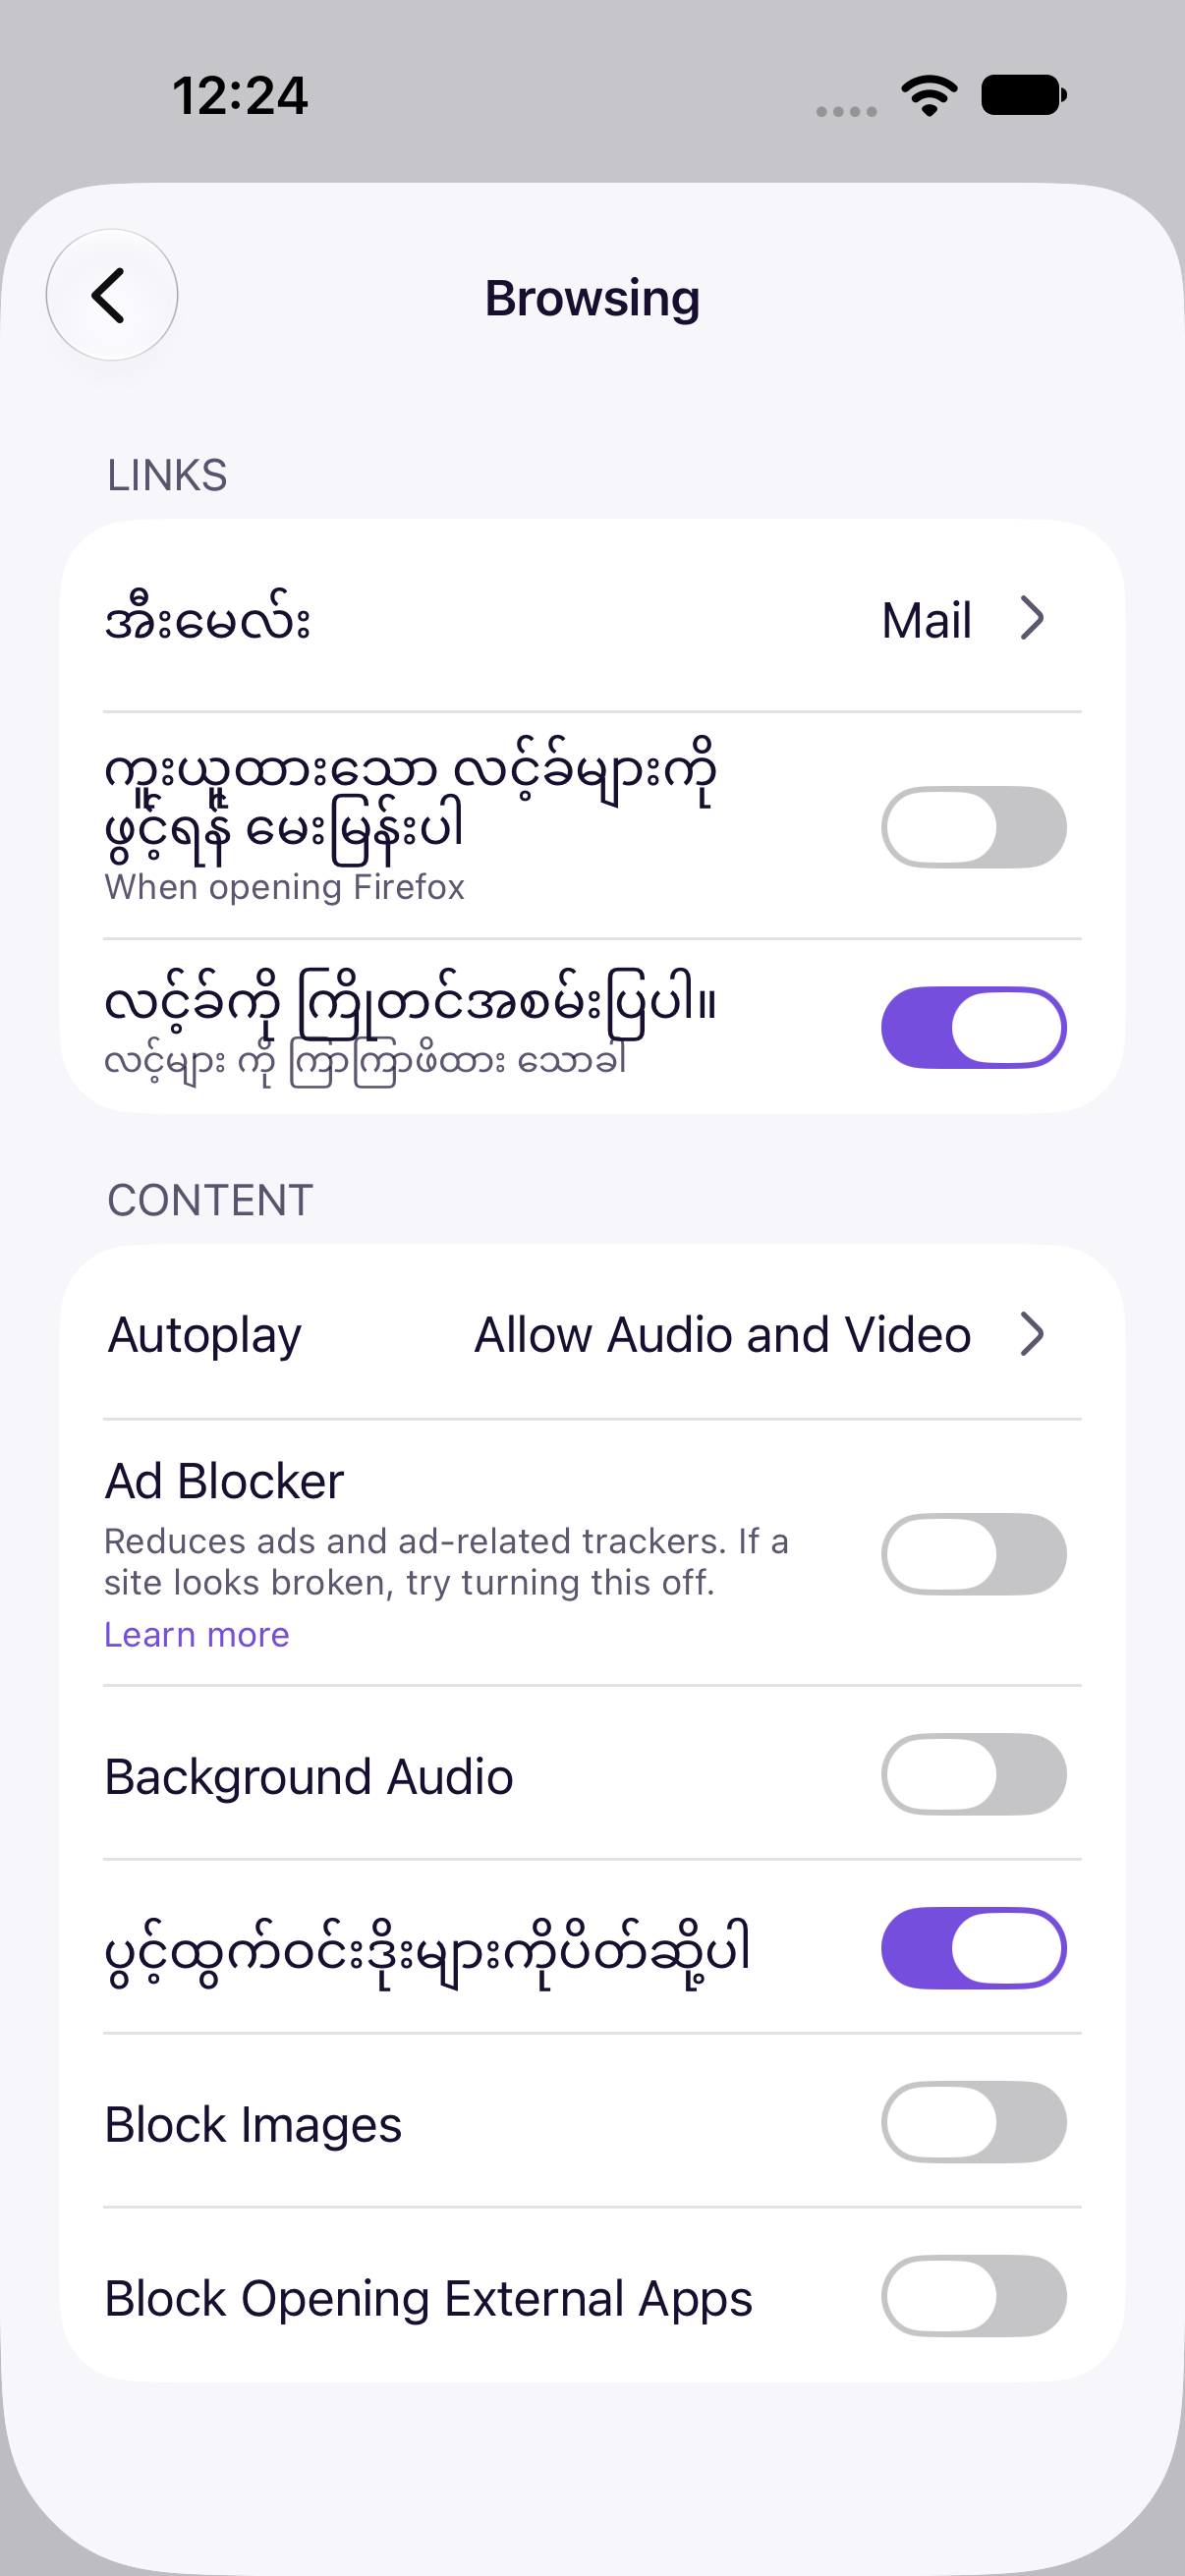 12:24
Browsing
LINKS
အီးမေလ်း
Mail
ကူးယူထားသော လင့်ခ်များကို
ဖွင့်ရန် မေးမြန်းပါ
When opening Firefox
လင့်ခ်ကို ကြိုတင်အစမ်းပြပါ။
လင့်များ ကို ကြာကြာဖိထား သောခါ
CONTENT
Autoplay
Allow Audio and Video
Ad Blocker
Reduces ads and ad-related trackers. If a
site looks broken, try turning this off.
Learn more
Background Audio
ပွင့်ထွက်ဝင်းဒိုးများကိုပိတ်ဆို့ပါ
Block Images
Block Opening External Apps